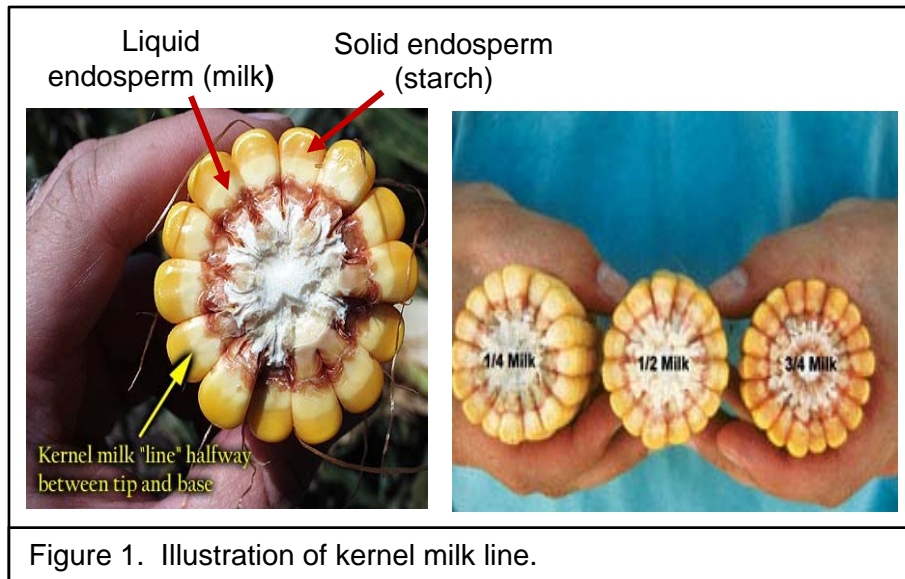 Liquid
endosperm (milk)
Solid endosperm
(starch)
Kernel milk "line" halfway
between tip and base
1/4 Milk
1/2 Milk
3/4 Milk
Figure 1. Illustration of kernel milk line.